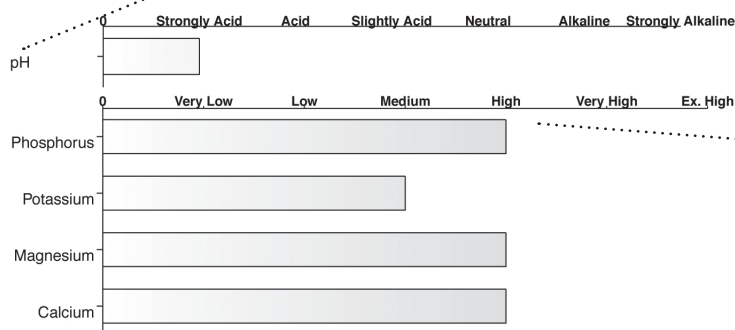 0 Strongly Acid Acid Slightly Acid Neutral Alkaline Strongly Alkaline
pH
0 Very Low Low Medium High Very High Ex. High
Phosphorus
Potassium
Magnesium
Calcium